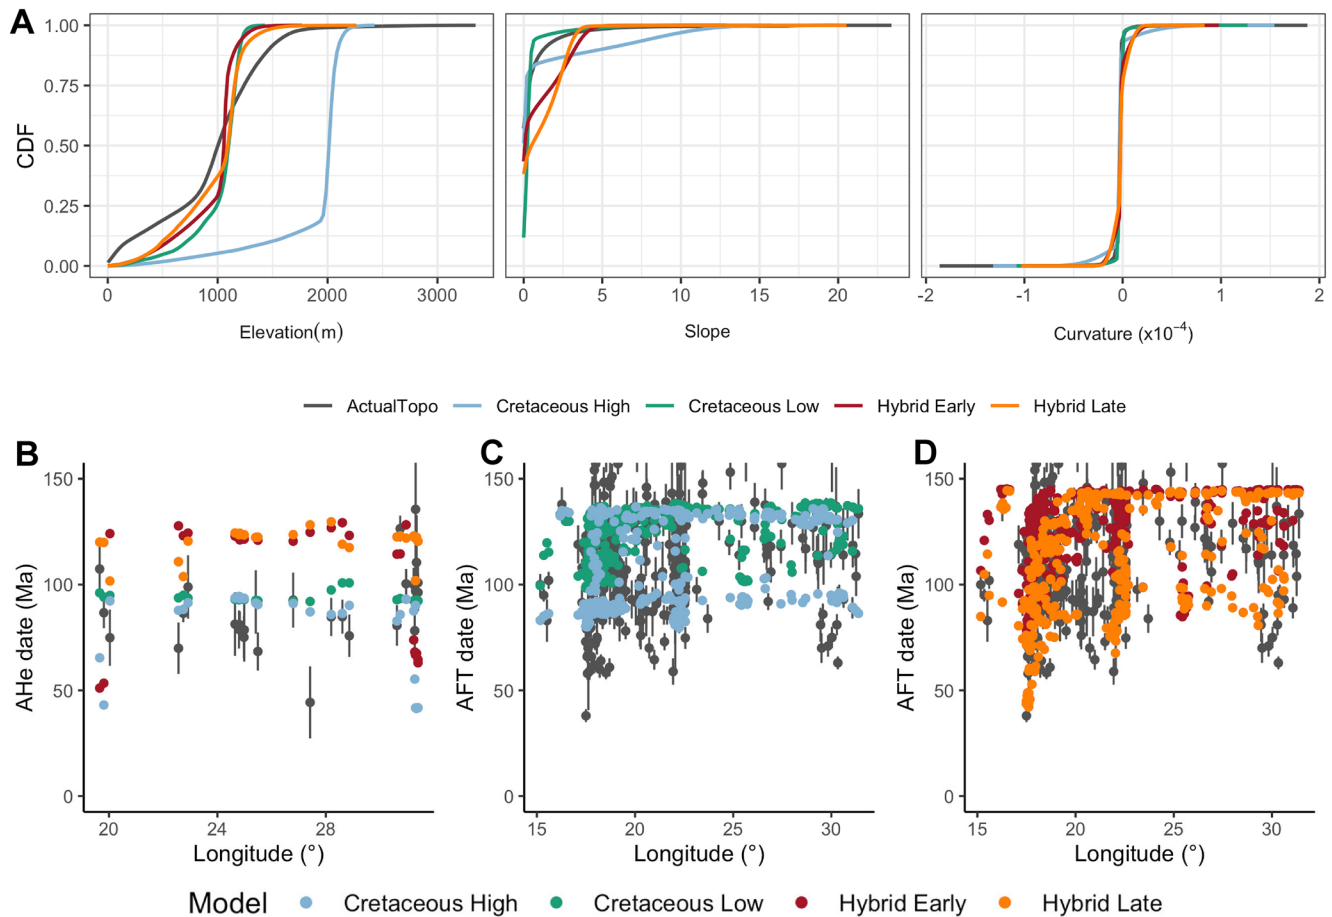 A
CDF
1.00
0.75
0.50
0.25
0.00
0 1000 2000 3000
0 5 10 15 20
-2 -1 0 1 2
Elevation(m)
Slope
Curvature (x10⁻⁴)
ActualTopo Cretaceous High Cretaceous Low Hybrid Early Hybrid Late
B
AHe date (Ma)
150
100
50
0
20 24 28
Longitude (°)
C
AFT date (Ma)
150
100
50
0
15 20 25 30
Longitude (°)
D
AFT date (Ma)
150
100
50
0
15 20 25 30
Longitude (°)
Model Cretaceous High Cretaceous Low Hybrid Early Hybrid Late